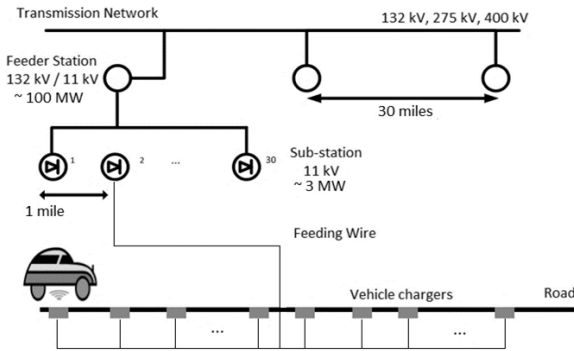 Transmission Network
132 kV, 275 kV, 400 kV
Feeder Station
132 kV / 11 kV
~ 100 MW
30 miles
1
2
...
30
Sub-station
11 kV
~ 3 MW
1 mile
Feeding Wire
Vehicle chargers
Road
...
...